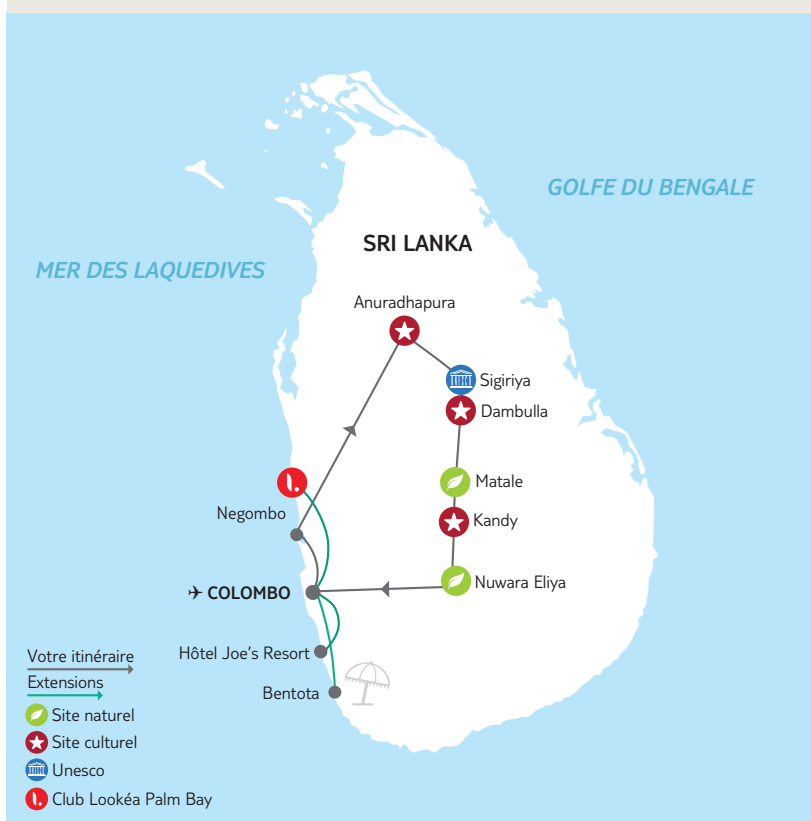 GOLFE DU BENGALE
SRI LANKA
MER DES LAQUEDIVES
Anuradhapura
Sigiriya
Dambulla
Matale
Negombo
Kandy
Nuwara Eliya
✈ COLOMBO
Hôtel Joe's Resort
Bentota
Votre itinéraire
Extensions
Site naturel
Site culturel
Unesco
Club Lookéa Palm Bay